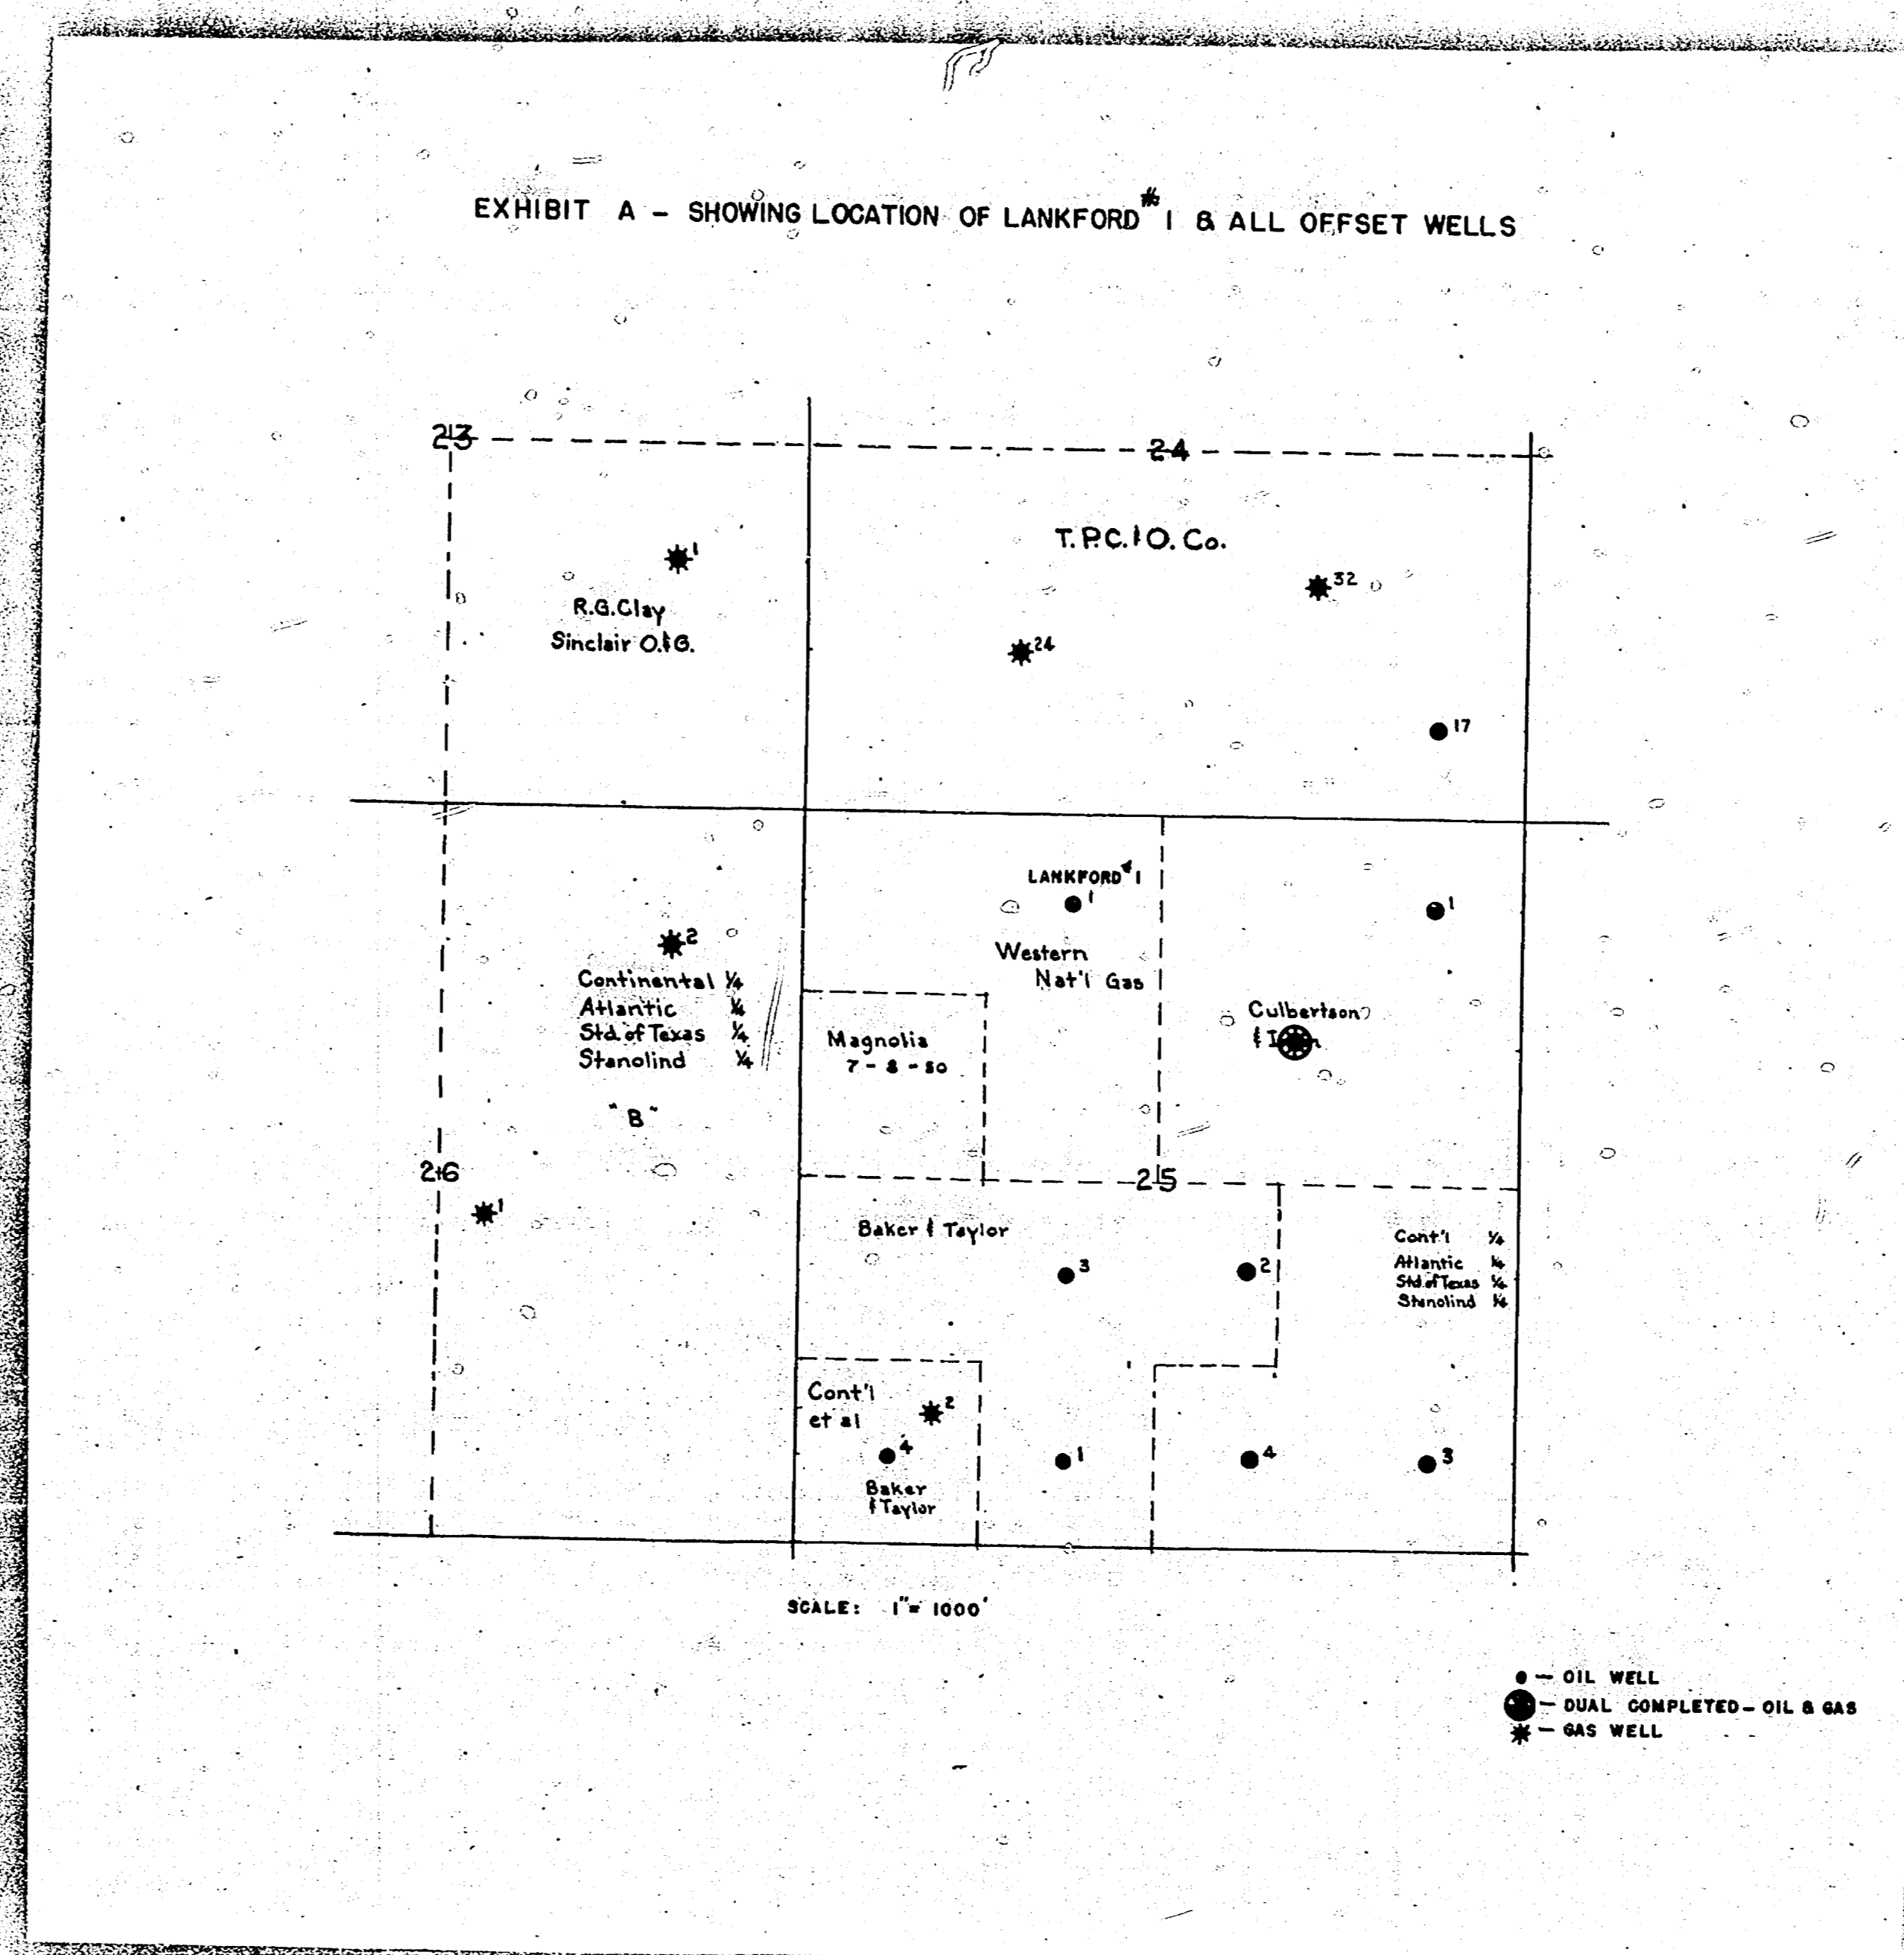 EXHIBIT A - SHOWING LOCATION OF LANKFORD #1 & ALL OFFSET WELLS
23
24
T.P.C. & O. Co.
1
32
R.G. Clay
Sinclair O. & G.
24
17
LANKFORD #1
1
1
2
Western
Nat'l Gas
Continental 1/4
Atlantic 1/4
Std. of Texas 1/4
Stanolind 1/4
Culbertson
&
Magnolia
7-8-50
"B"
26
25
1
Baker & Taylor
3
2
Cont'l 1/4
Atlantic 1/4
Std. of Texas 1/4
Stanolind 1/4
Cont'l
et al
2
4
1
4
3
Baker
& Taylor
SCALE: 1" = 1000'
- OIL WELL
- DUAL COMPLETED - OIL & GAS
- GAS WELL